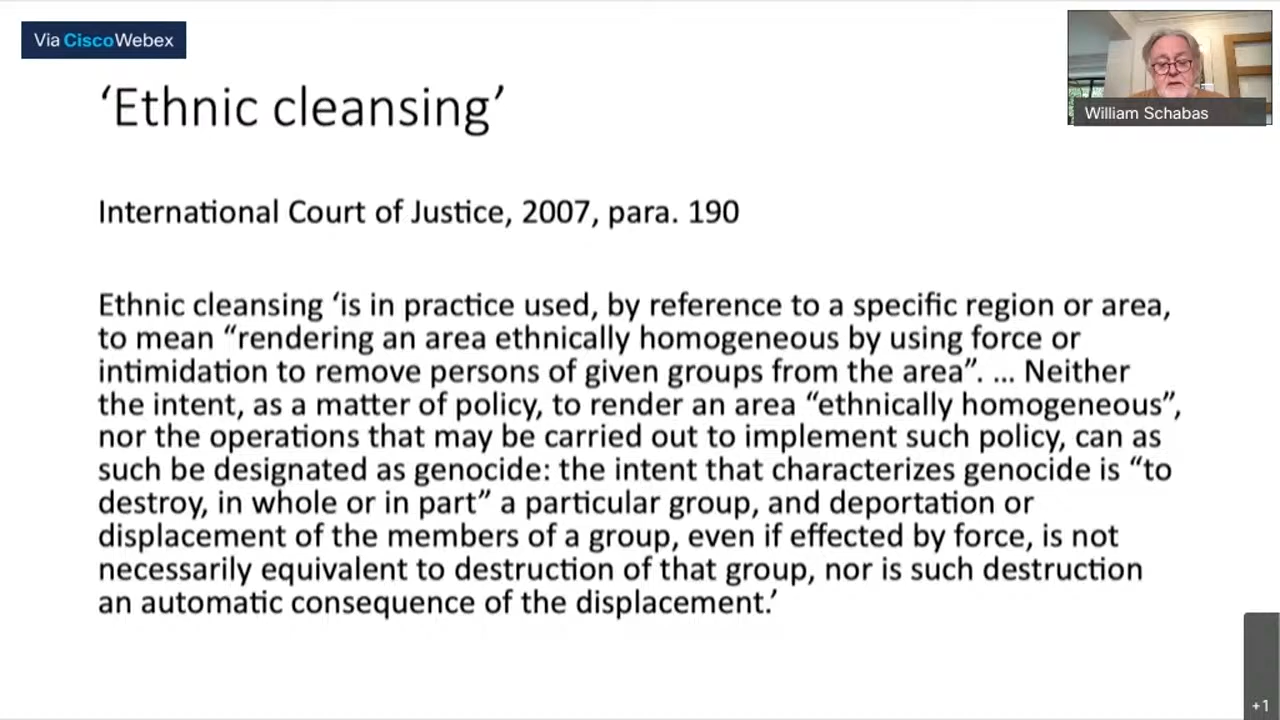 Via CiscoWebex
William Schabas
‘Ethnic cleansing’
International Court of Justice, 2007, para. 190
Ethnic cleansing ‘is in practice used, by reference to a specific region or area,
to mean “rendering an area ethnically homogeneous by using force or
intimidation to remove persons of given groups from the area”. ... Neither
the intent, as a matter of policy, to render an area “ethnically homogeneous”,
nor the operations that may be carried out to implement such policy, can as
such be designated as genocide: the intent that characterizes genocide is “to
destroy, in whole or in part” a particular group, and deportation or
displacement of the members of a group, even if effected by force, is not
necessarily equivalent to destruction of that group, nor is such destruction
an automatic consequence of the displacement.’
+1